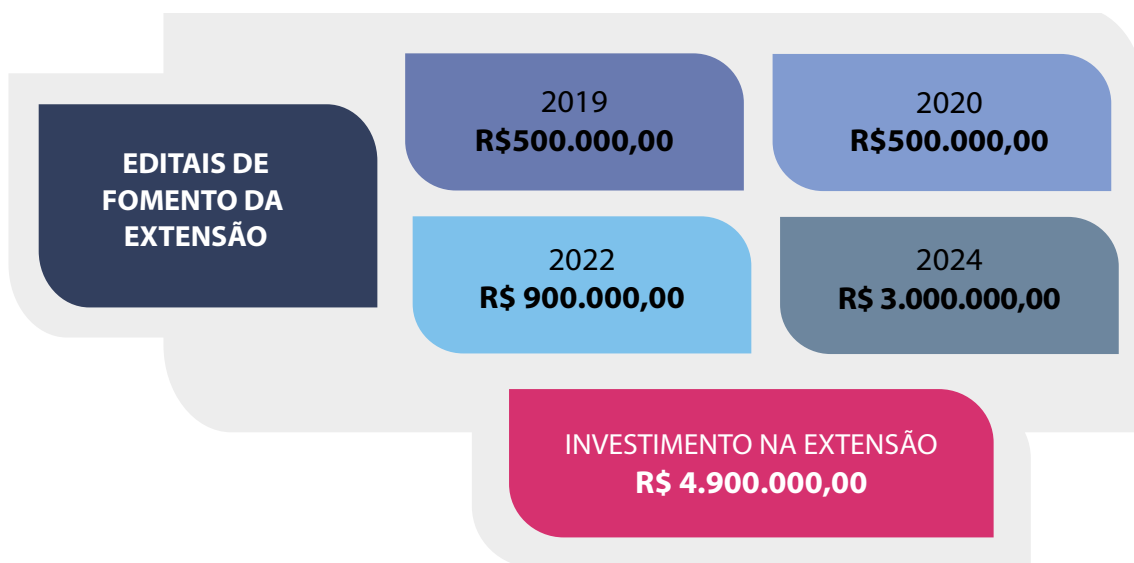 EDITAIS DE
FOMENTO DA
EXTENSÃO
2019
R$500.000,00
2020
R$500.000,00
2022
R$ 900.000,00
2024
R$ 3.000.000,00
INVESTIMENTO NA EXTENSÃO
R$ 4.900.000,00